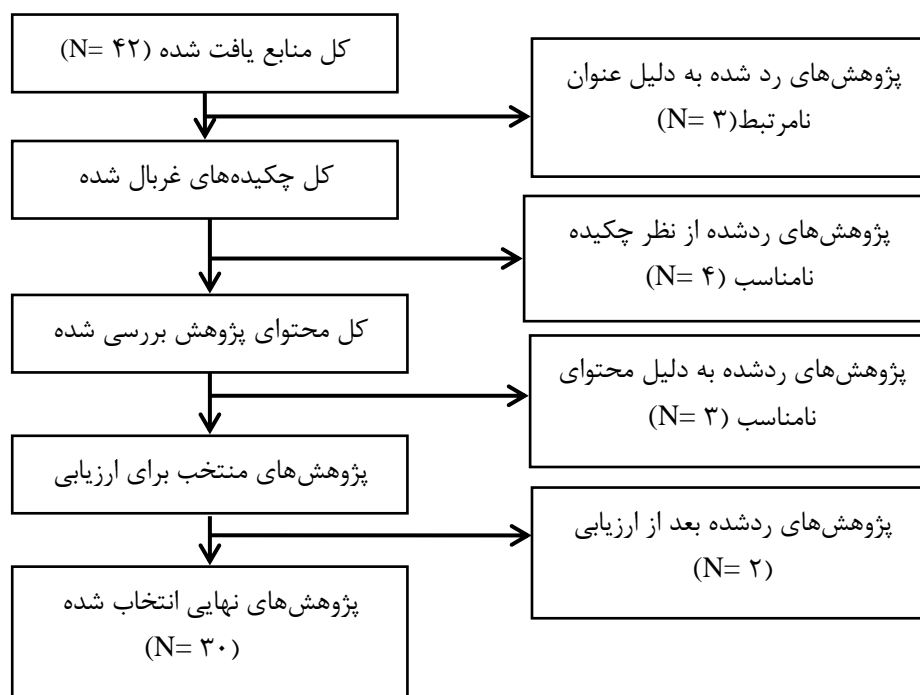 کل منابع یافت شده (N= ۴۲)
پژوهش‌های رد شده به دلیل عنوان
نامرتبط(N= ۳)
کل چکیده‌های غربال شده
پژوهش‌های ردشده از نظر چکیده
نامناسب (N= ۴)
کل محتوای پژوهش بررسی شده
پژوهش‌های ردشده به دلیل محتوای
نامناسب (N= ۳)
پژوهش‌های منتخب برای ارزیابی
پژوهش‌های ردشده بعد از ارزیابی
(N= ۲)
پژوهش‌های نهایی انتخاب شده
(N= ۳۰)